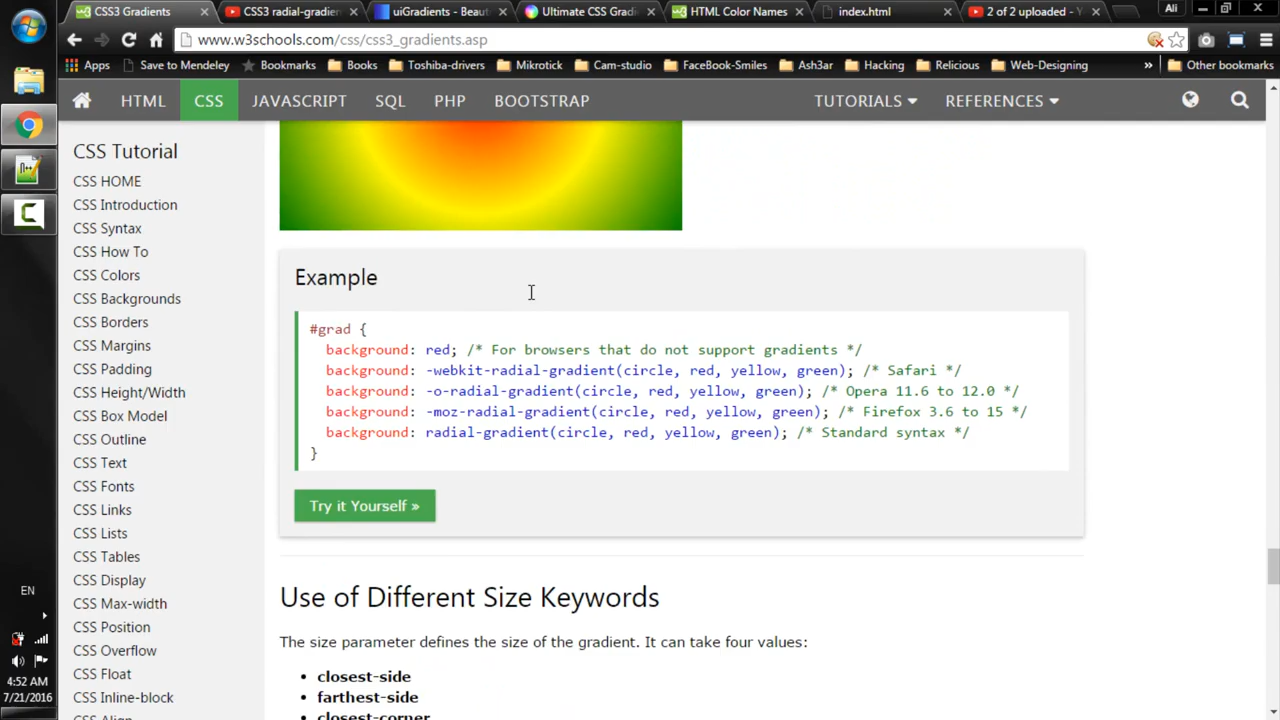 CSS3 Gradients
CSS3 radial-gradien
uiGradients - Beaut
Ultimate CSS Gradi
HTML Color Names
index.html
2 of 2 uploaded - Y
Ali
www.w3schools.com/css/css3_gradients.asp
Apps
Save to Mendeley
Bookmarks
Books
Toshiba-drivers
Mikrotick
Cam-studio
FaceBook-Smiles
Ash3ar
Hacking
Relicious
Web-Designing
»
Other bookmarks
HTML
CSS
JAVASCRIPT
SQL
PHP
BOOTSTRAP
TUTORIALS
REFERENCES
CSS Tutorial
CSS HOME
CSS Introduction
CSS Syntax
CSS How To
CSS Colors
CSS Backgrounds
CSS Borders
CSS Margins
CSS Padding
CSS Height/Width
CSS Box Model
CSS Outline
CSS Text
CSS Fonts
CSS Links
CSS Lists
CSS Tables
CSS Display
CSS Max-width
CSS Position
CSS Overflow
CSS Float
CSS Inline-block
CSS Align
Example
#grad {
background: red; /* For browsers that do not support gradients */
background: -webkit-radial-gradient(circle, red, yellow, green); /* Safari */
background: -o-radial-gradient(circle, red, yellow, green); /* Opera 11.6 to 12.0 */
background: -moz-radial-gradient(circle, red, yellow, green); /* Firefox 3.6 to 15 */
background: radial-gradient(circle, red, yellow, green); /* Standard syntax */
}
Try it Yourself »
Use of Different Size Keywords
The size parameter defines the size of the gradient. It can take four values:
• closest-side
• farthest-side
• closest-corner
EN
4:52 AM
7/21/2016